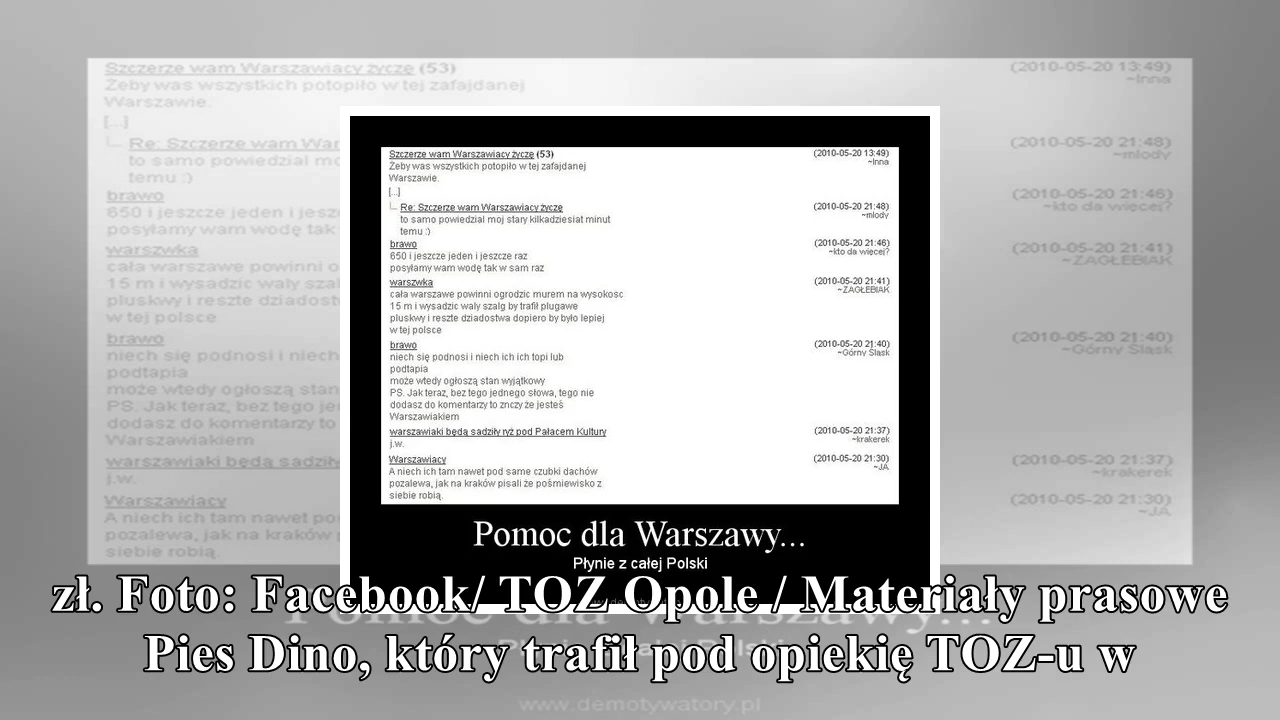 Szczerze wam Warszawiacy życzę (53)
(2010-05-20 13:49)
~Inna
Żeby was wszystkich potopiło w tej zafajdanej
Warszawie.
[...]
Re: Szczerze wam Warszawiacy życzę
(2010-05-20 21:48)
~mlody
to samo powiedzial moj stary kilkadziesiat minut
temu :)
brawo
(2010-05-20 21:46)
~kto da więcej?
650 i jeszcze jeden i jeszcze raz
posyłamy wam wodę tak w sam raz
warszwka
(2010-05-20 21:41)
~ZAGŁEBIAK
cała warszawe powinni ogrodzic murem na wysokosc
15 m i wysadzic waly szalg by trafił plugawe
pluskwy i reszte dziadostwa dopiero by było lepiej
w tej polsce
brawo
(2010-05-20 21:40)
~Górny Slask
niech się podnosi i niech ich ich topi lub
podtapia
może wtedy ogłoszą stan wyjątkowy
PS. Jak teraz, bez tego jednego słowa, tego nie
dodasz do komentarzy to znczy że jesteś
Warszawiakiem
warszawiaki będą sadziły ryż pod Pałacem Kultury
(2010-05-20 21:37)
~krakerek
j.w.
Warszawiacy
(2010-05-20 21:30)
~JA
A niech ich tam nawet pod same czubki dachów
pozalewa, jak na kraków pisali że pośmiewisko z
siebie robią.
Pomoc dla Warszawy...
Płynie z całej Polski
zł. Foto: Facebook/ TOZ Opole / Materiały prasowe
Pies Dino, który trafił pod opiekię TOZ-u w
www.demotywatory.pl